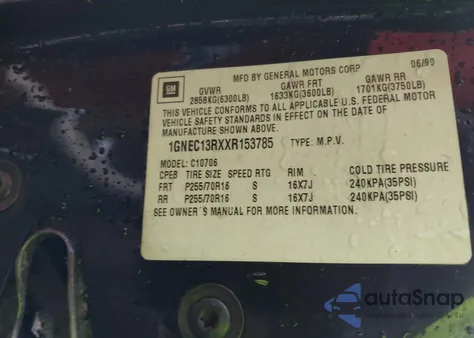 GM
MFD BY GENERAL MOTORS CORP 06/99
GVWR GAWR FRT GAWR RR
2858KG(6300LB) 1633KG(3600LB) 1701KG(3750LB)
THIS VEHICLE CONFORMS TO ALL APPLICABLE U.S. FEDERAL MOTOR
VEHICLE SAFETY STANDARDS IN EFFECT ON THE DATE OF
MANUFACTURE SHOWN ABOVE.
1GNEC13RXXR153785 TYPE: M.P.V.
MODEL: C10706
CPEB TIRE SIZE SPEED RTG RIM COLD TIRE PRESSURE
FRT P255/70R16 S 16X7J 240KPA(35PSI)
RR P255/70R16 S 16X7J 240KPA(35PSI)
SEE OWNER'S MANUAL FOR MORE INFORMATION.
autoSnap